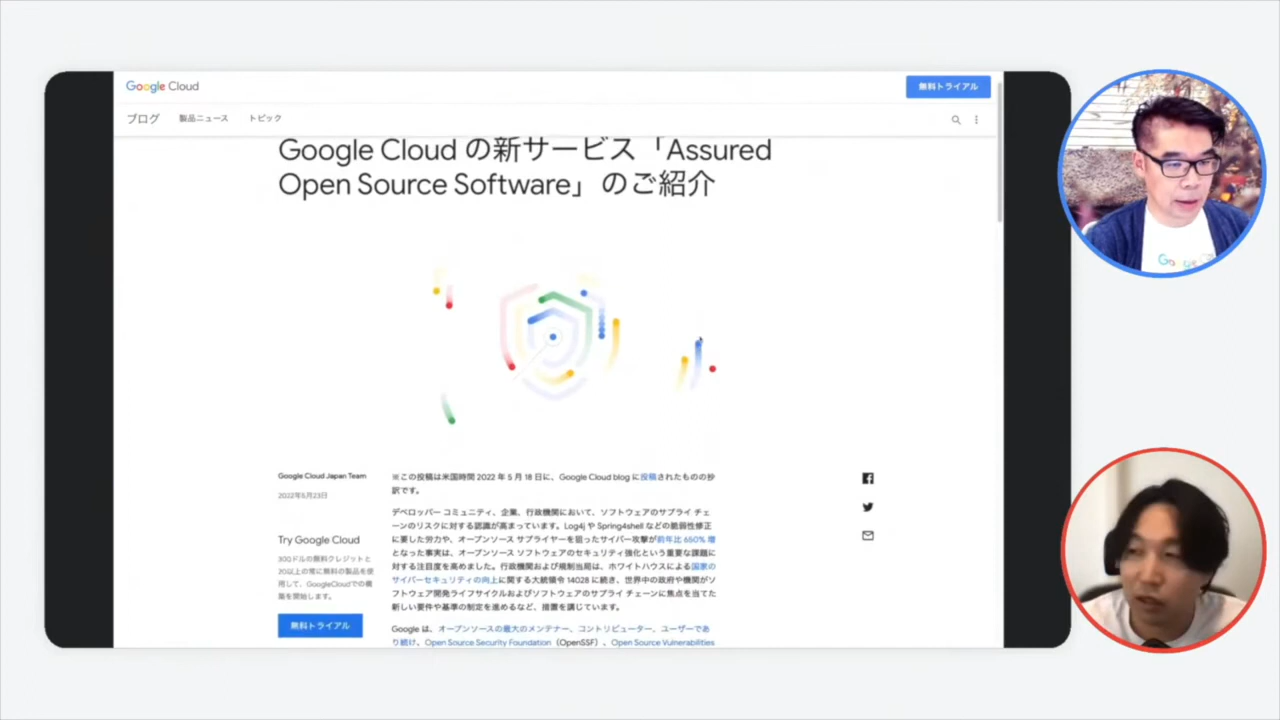 Google Cloud
無料トライアル
ブログ
製品ニュース
トピック
Google Cloud の新サービス「Assured
Open Source Software」 のご紹介
Google Cloud Japan Team
2022年5月23日
Try Google Cloud
300ドルの無料クレジットと
20以上の常に無料の製品を使
用して、GoogleCloudでの構
築を開始します。
無料トライアル
※この投稿は米国時間 2022 年 5 月 18 日に、Google Cloud blog に投稿されたものの抄
訳です。
デベロッパー コミュニティ、企業、行政機関において、ソフトウェアのサプライ チェ
ーンのリスクに対する認識が高まっています。Log4j や Spring4shell などの脆弱性修正
に要した労力や、オープンソース サプライヤーを狙ったサイバー攻撃が前年比 650% 増
となった事実は、オープンソース ソフトウェアのセキュリティ強化という重要な課題に
対する注目度を高めました。行政機関および規制当局は、ホワイトハウスによる国家の
サイバーセキュリティの向上に関する大統領令 14028 に続き、世界中の政府や機関がソ
フトウェア開発ライフサイクルおよびソフトウェアのサプライ チェーンに焦点を当てた
新しい要件や基準の制定を進めるなど、措置を講じています。
Google は、オープンソースの最大のメンテナー、コントリビューター、ユーザーであ
り続け、Open Source Security Foundation（OpenSSF）、Open Source Vulnerabilities
Google